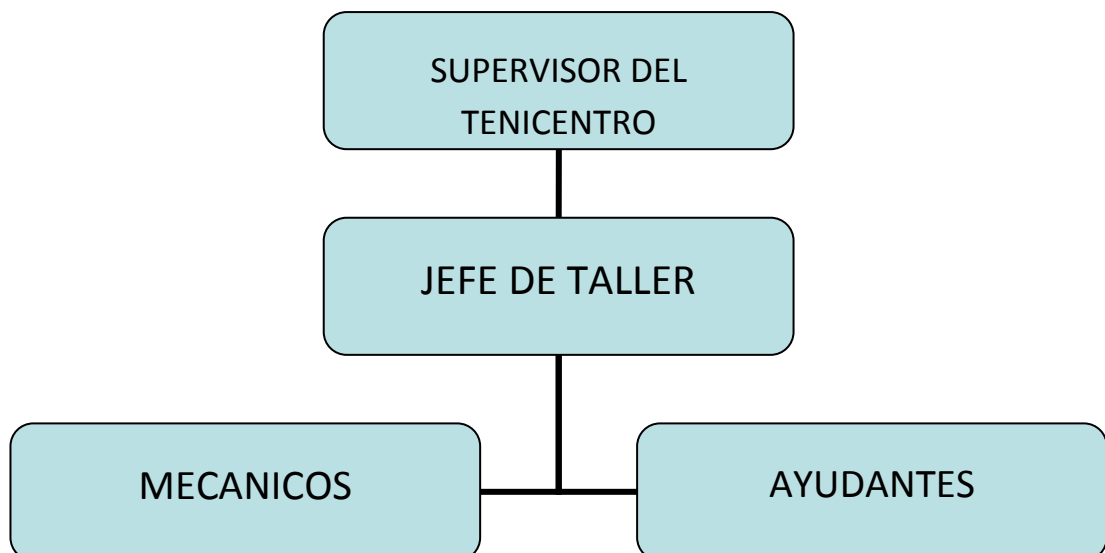 SUPERVISOR DEL
TENICENTRO
JEFE DE TALLER
MECANICOS
AYUDANTES